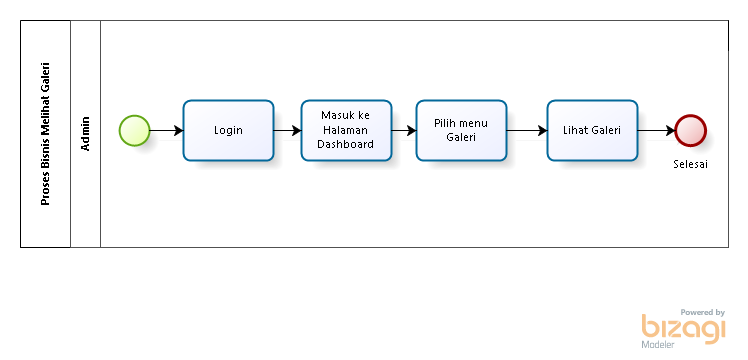 Proses Bisnis Melihat Galeri
Admin
Login
Masuk ke
Halaman
Dashboard
Pilih menu
Galeri
Lihat Galeri
Selesai
Powered by
bizagi
Modeler